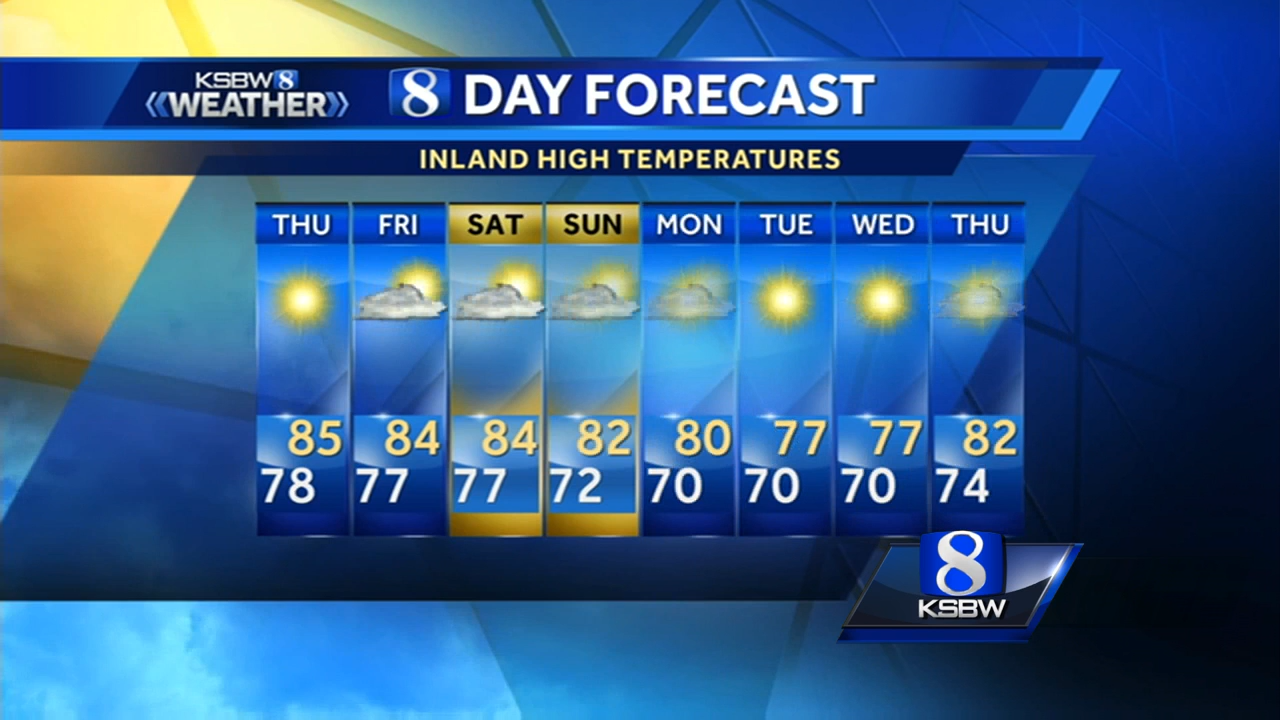 KSBW 8
WEATHER
8 DAY FORECAST
INLAND HIGH TEMPERATURES
THU FRI SAT SUN MON TUE WED THU
85 84 84 82 80 77 77 82
78 77 77 72 70 70 70 74
8
KSBW